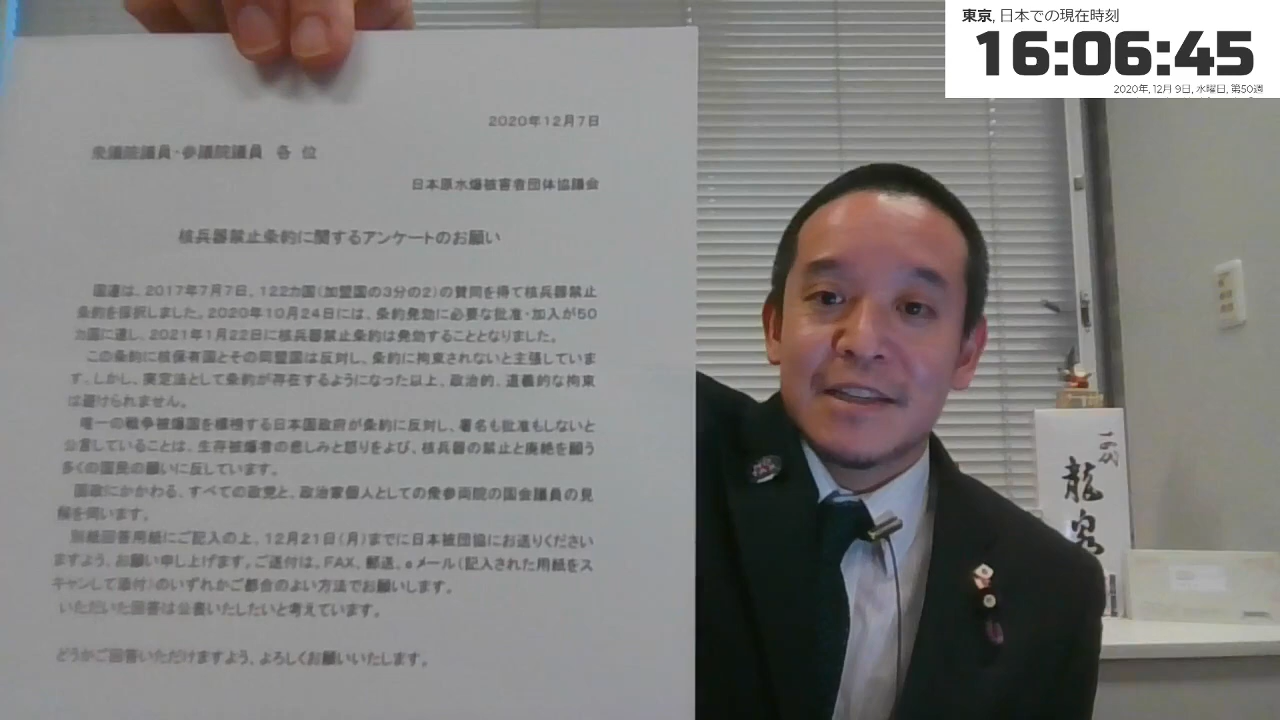 東京, 日本での現在時刻
16:06:45
2020年, 12月 9日, 水曜日, 第50週
2020年12月7日
衆議院議員・参議院議員 各 位
日本原水爆被害者団体協議会
核兵器禁止条約に関するアンケートのお願い
国連は、2017年7月7日、122カ国(加盟国の3分の2)の賛同を得て核兵器禁止
条約を採択しました。2020年10月24日には、条約発効に必要な批准・加入が50
カ国に達し、2021年1月22日に核兵器禁止条約は発効することとなりました。
この条約に核保有国とその同盟国は反対し、条約に拘束されないと主張していま
す。しかし、実定法として条約が存在するようになった以上、政治的、道義的な拘束
は避けられません。
唯一の戦争被爆国を標榜する日本国政府が条約に反対し、署名も批准もしないと
公言していることは、生存被爆者の悲しみと怒りをよび、核兵器の禁止と廃絶を願う
多くの国民の願いに反しています。
国政にかかわる、すべての政党と、政治家個人としての衆参両院の国会議員の見
解を伺います。
別紙回答用紙にご記入の上、12月21日(月)までに日本被団協にお送りください
ますよう、お願い申し上げます。ご送付は、FAX、郵送、eメール(記入された用紙をス
キャンして添付)のいずれかご都合のよい方法でお願いします。
いただいた回答は公表いたしたいと考えています。
どうかご回答いただけますよう、よろしくお願いいたします。
龍泉